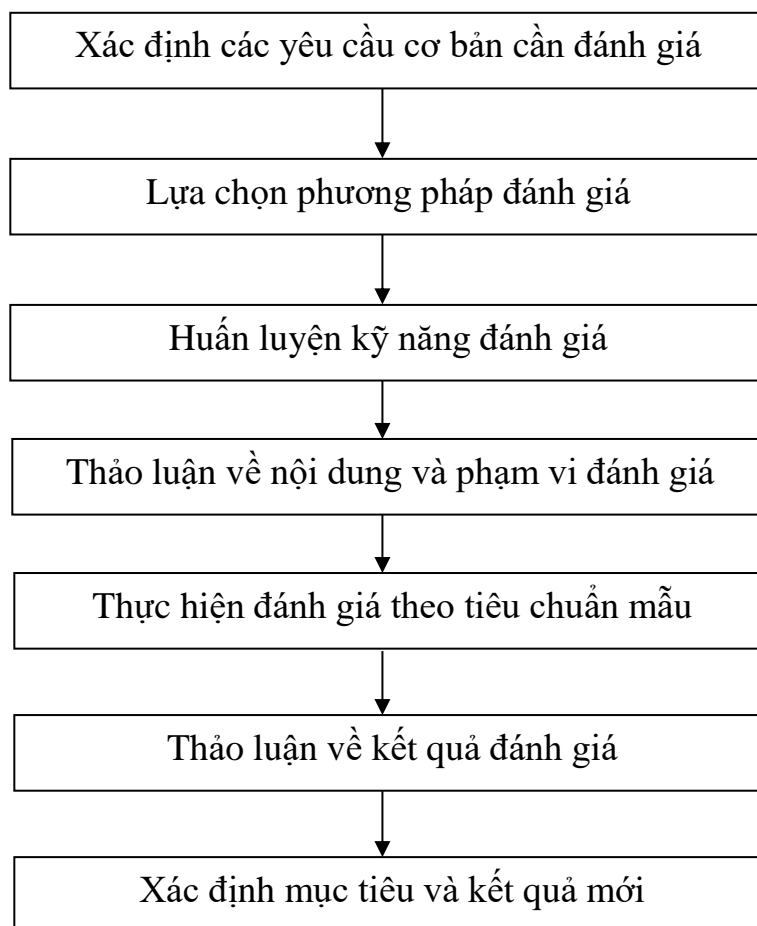 Xác định các yêu cầu cơ bản cần đánh giá
Lựa chọn phương pháp đánh giá
Huấn luyện kỹ năng đánh giá
Thảo luận về nội dung và phạm vi đánh giá
Thực hiện đánh giá theo tiêu chuẩn mẫu
Thảo luận về kết quả đánh giá
Xác định mục tiêu và kết quả mới